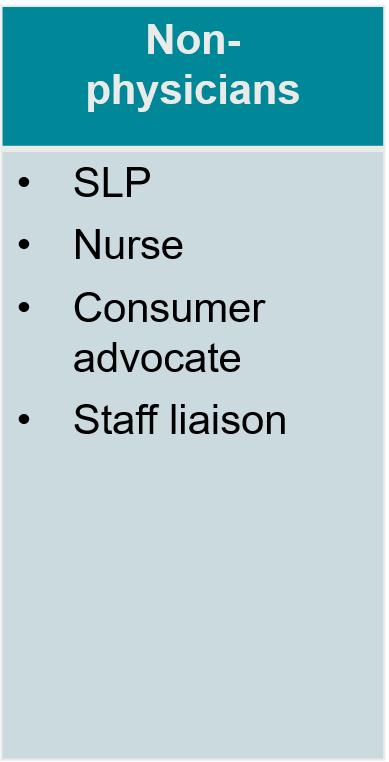 Non-
physicians
• SLP
• Nurse
• Consumer
advocate
• Staff liaison